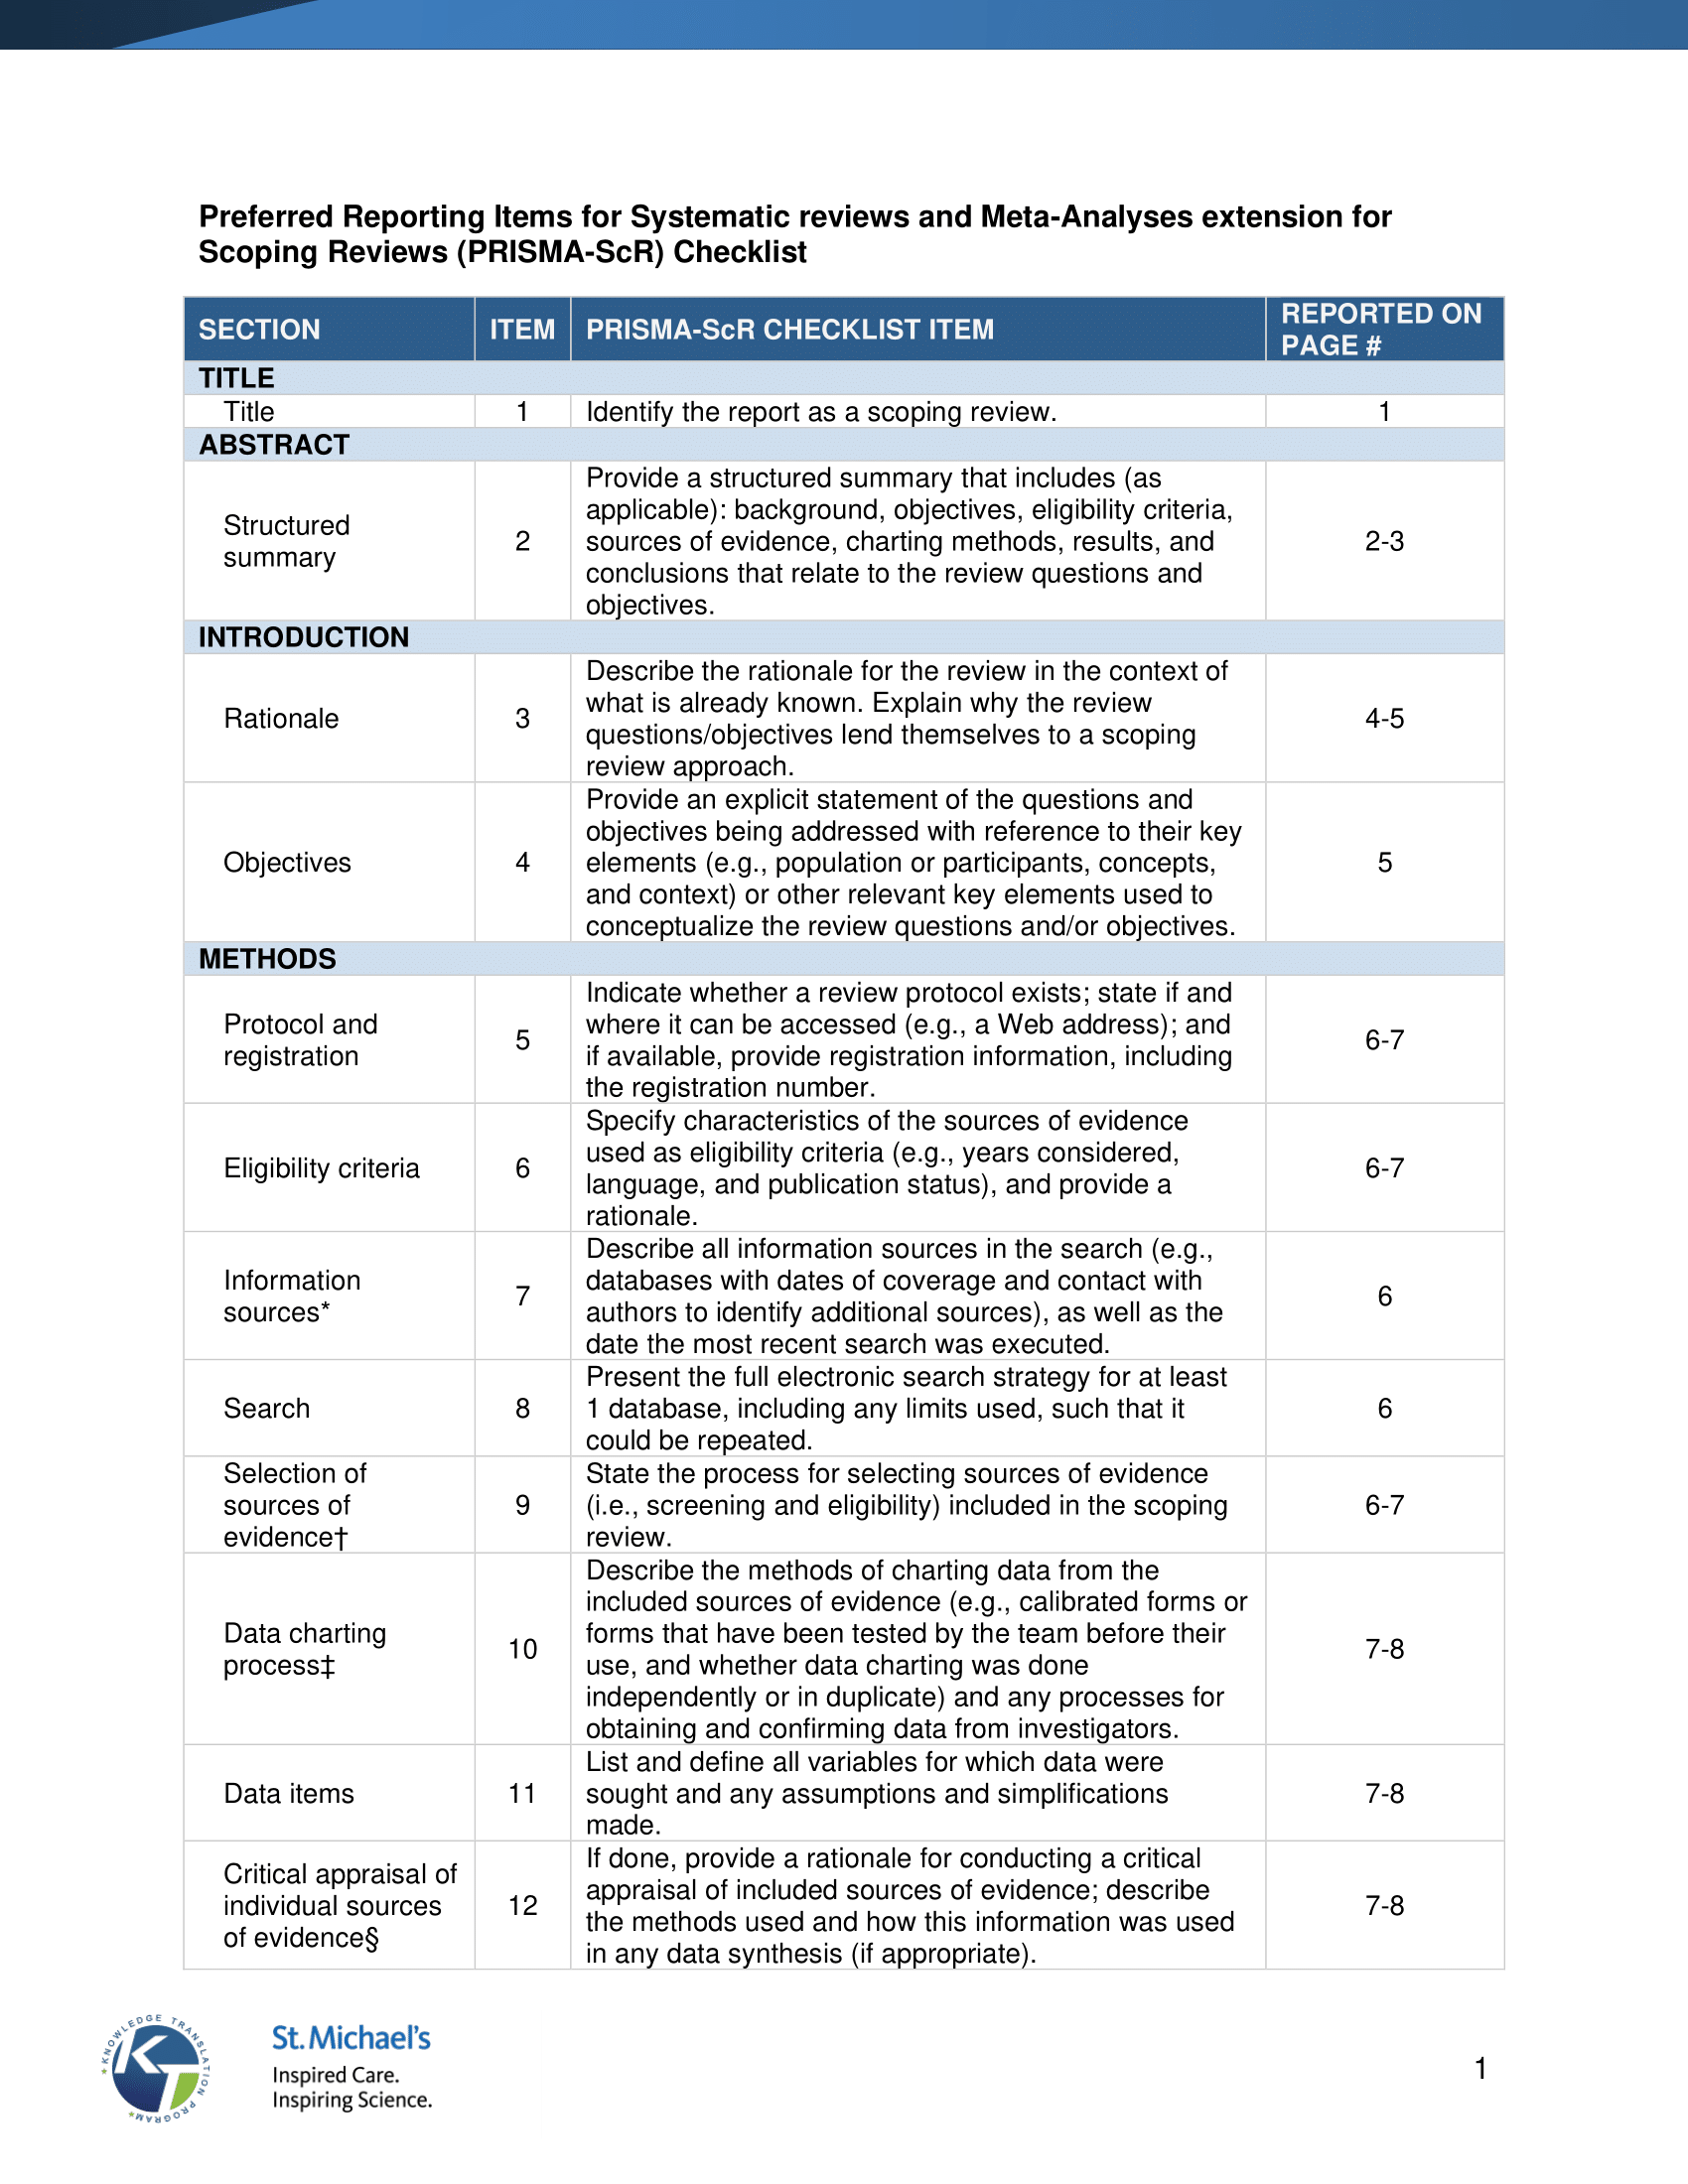 Preferred Reporting Items for Systematic reviews and Meta-Analyses extension for
Scoping Reviews (PRISMA-ScR) Checklist
SECTION ITEM PRISMA-ScR CHECKLIST ITEM REPORTED ON PAGE #
TITLE
Title 1 Identify the report as a scoping review. 1
ABSTRACT
Structured
summary
2
Provide a structured summary that includes (as
applicable): background, objectives, eligibility criteria,
sources of evidence, charting methods, results, and
conclusions that relate to the review questions and
objectives.
2-3
INTRODUCTION
Rationale
3
Describe the rationale for the review in the context of
what is already known. Explain why the review
questions/objectives lend themselves to a scoping
review approach.
4-5
Objectives
4
Provide an explicit statement of the questions and
objectives being addressed with reference to their key
elements (e.g., population or participants, concepts,
and context) or other relevant key elements used to
conceptualize the review questions and/or objectives.
5
METHODS
Protocol and
registration
5
Indicate whether a review protocol exists; state if and
where it can be accessed (e.g., a Web address); and
if available, provide registration information, including
the registration number.
6-7
Eligibility criteria
6
Specify characteristics of the sources of evidence
used as eligibility criteria (e.g., years considered,
language, and publication status), and provide a
rationale.
6-7
Information
sources*
7
Describe all information sources in the search (e.g.,
databases with dates of coverage and contact with
authors to identify additional sources), as well as the
date the most recent search was executed.
6
Search
8
Present the full electronic search strategy for at least
1 database, including any limits used, such that it
could be repeated.
6
Selection of
sources of
evidence†
9
State the process for selecting sources of evidence
(i.e., screening and eligibility) included in the scoping
review.
6-7
Data charting
process‡
10
Describe the methods of charting data from the
included sources of evidence (e.g., calibrated forms or
forms that have been tested by the team before their
use, and whether data charting was done
independently or in duplicate) and any processes for
obtaining and confirming data from investigators.
7-8
Data items
11
List and define all variables for which data were
sought and any assumptions and simplifications
made.
7-8
Critical appraisal of
individual sources
of evidence§
12
If done, provide a rationale for conducting a critical
appraisal of included sources of evidence; describe
the methods used and how this information was used
in any data synthesis (if appropriate).
7-8
KNOWLEDGE TRANSLATION PROGRAM
KT
St. Michael's
Inspired Care.
Inspiring Science.
1